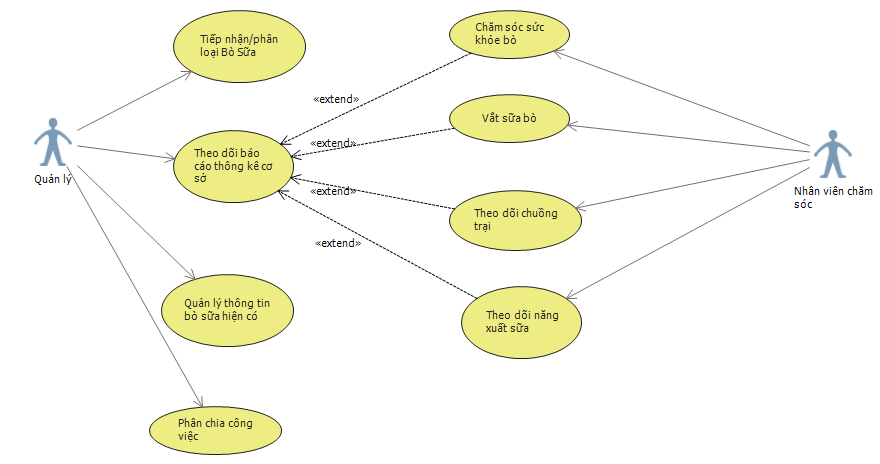 Tiếp nhận/phân
loại Bò Sữa
Chăm sóc sức
khỏe bò
«extend»
Vắt sữa bò
«extend»
Theo dõi báo
cáo thông kê cơ
sở
Quản lý
«extend»
Nhân viên chăm
sóc
Theo dõi chuồng
trại
«extend»
Quản lý thông tin
bò sữa hiện có
Theo dõi năng
xuất sữa
Phân chia công
việc